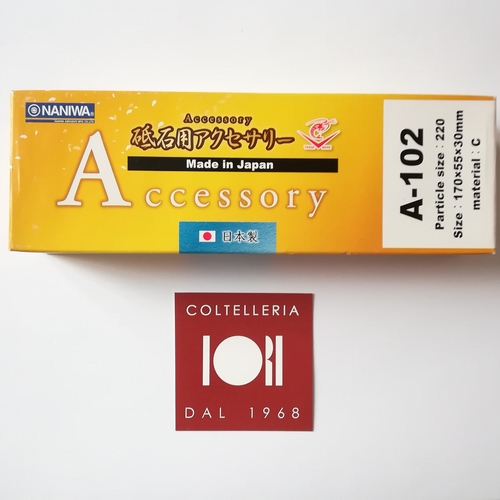 NANIWA®
Accessory
砥石用アクセサリー
Made in Japan
Accessory
日本製
A-102
Particle size : 220
Size : 170×55×30mm
material : C
COLTELLERIA
DAL 1968